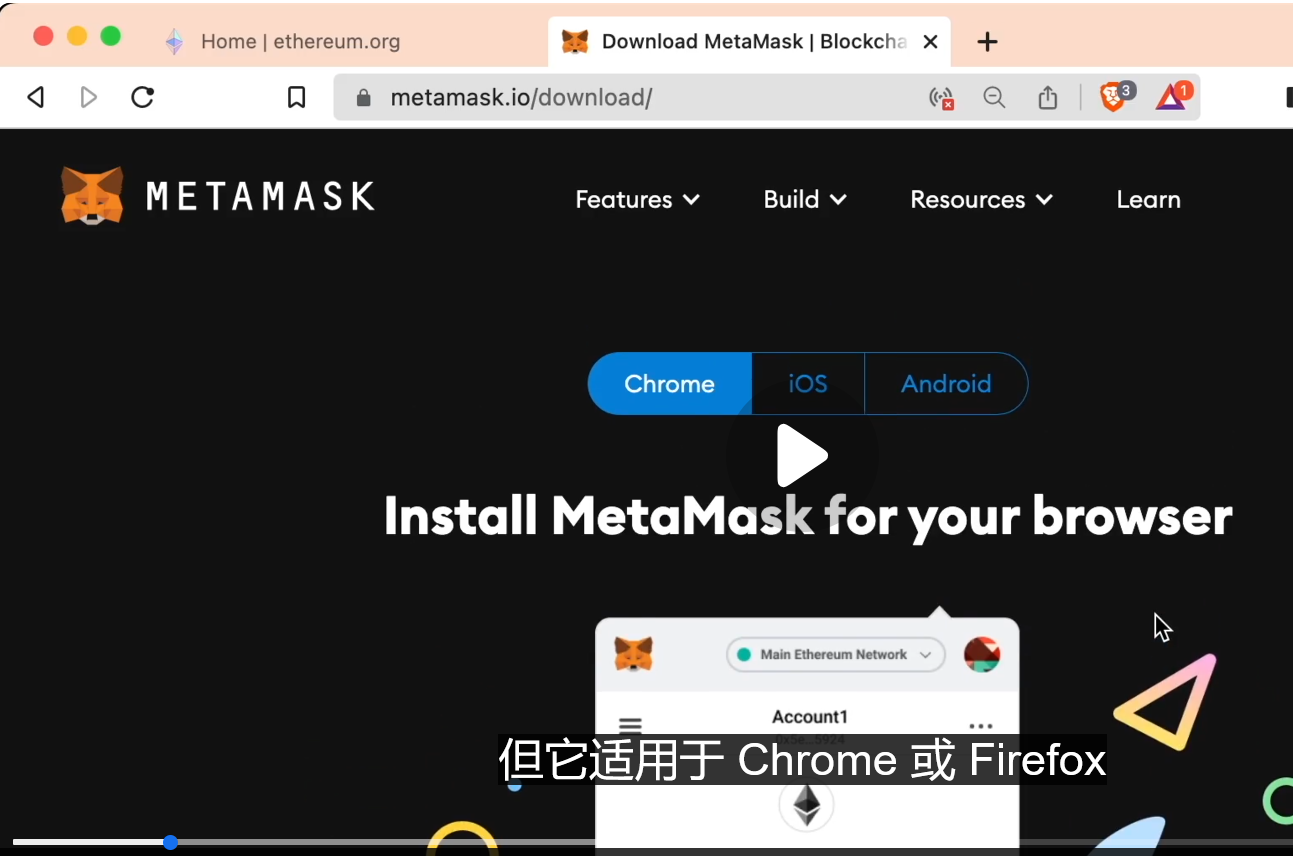 Home | ethereum.org
Download MetaMask | Blockcha
metamask.io/download/
3
1
METAMASK
Features
Build
Resources
Learn
Chrome
iOS
Android
Install MetaMask for your browser
Main Ethereum Network
Account1
但它适用于 Chrome 或 Firefox